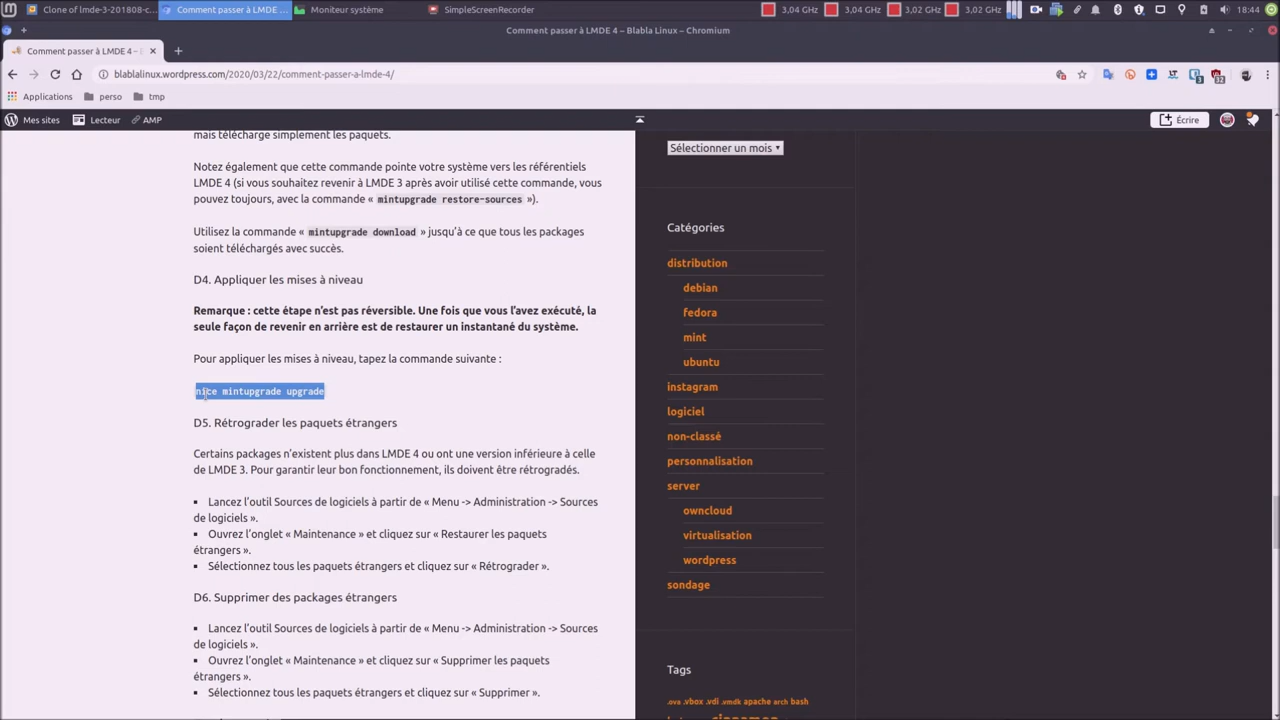 Clone of lmde-3-201808-c...
Comment passer à LMDE ...
Moniteur système
SimpleScreenRecorder
3,04 GHz
3,04 GHz
3,02 GHz
3,02 GHz
18:44
Comment passer à LMDE 4 – Blabla Linux – Chromium
Comment passer à LMDE 4 –
blablalinux.wordpress.com/2020/03/22/comment-passer-a-lmde-4/
Applications
perso
tmp
Mes sites
Lecteur
AMP
Écrire
mais télécharge simplement les paquets.
Notez également que cette commande pointe votre système vers les référentiels
LMDE 4 (si vous souhaitez revenir à LMDE 3 après avoir utilisé cette commande, vous
pouvez toujours, avec la commande « mintupgrade restore-sources »).
Utilisez la commande « mintupgrade download » jusqu’à ce que tous les packages
soient téléchargés avec succès.
D4. Appliquer les mises à niveau
Remarque : cette étape n’est pas réversible. Une fois que vous l’avez exécuté, la
seule façon de revenir en arrière est de restaurer un instantané du système.
Pour appliquer les mises à niveau, tapez la commande suivante :
nice mintupgrade upgrade
D5. Rétrograder les paquets étrangers
Certains packages n’existent plus dans LMDE 4 ou ont une version inférieure à celle
de LMDE 3. Pour garantir leur bon fonctionnement, ils doivent être rétrogradés.
▪ Lancez l’outil Sources de logiciels à partir de « Menu -> Administration -> Sources
de logiciels ».
▪ Ouvrez l’onglet « Maintenance » et cliquez sur « Restaurer les paquets
étrangers ».
▪ Sélectionnez tous les paquets étrangers et cliquez sur « Rétrograder ».
D6. Supprimer des packages étrangers
▪ Lancez l’outil Sources de logiciels à partir de « Menu -> Administration -> Sources
de logiciels ».
▪ Ouvrez l’onglet « Maintenance » et cliquez sur « Supprimer les paquets
étrangers ».
▪ Sélectionnez tous les paquets étrangers et cliquez sur « Supprimer ».
Sélectionner un mois
Catégories
distribution
debian
fedora
mint
ubuntu
instagram
logiciel
non-classé
personnalisation
server
owncloud
virtualisation
wordpress
sondage
Tags
.ova .vbox .vdi .vmdk apache arch bash
cinnamon